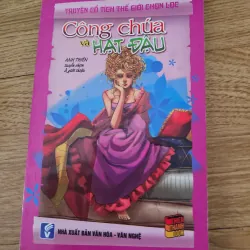 TRUYỆN CỔ TÍCH THẾ GIỚI CHỌN LỌC
Công chúa
và HẠT ĐẬU
NHÀ XUẤT BẢN VĂN HÓA - VĂN NGHỆ